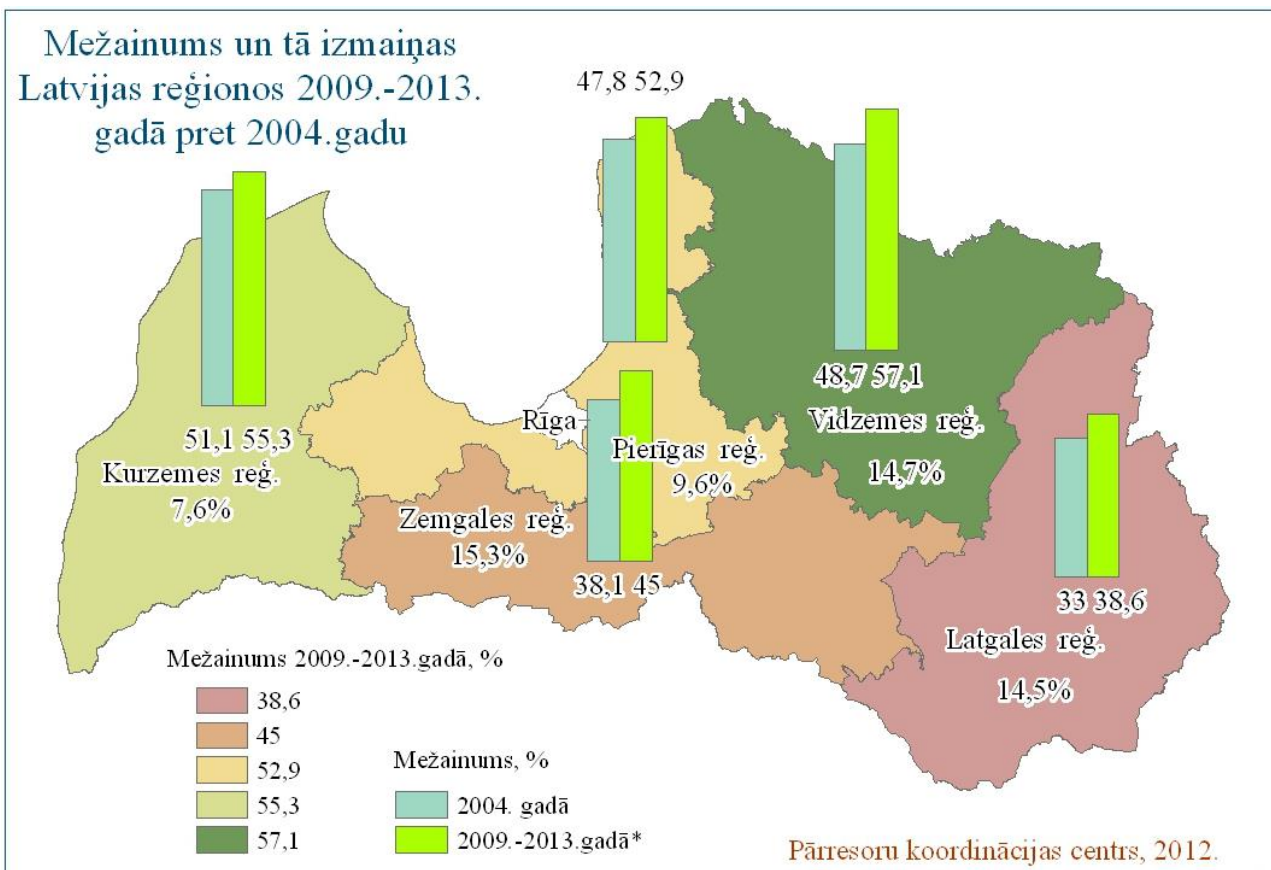 Mežainums un tā izmaiņas
Latvijas reģionos 2009.-2013.
gadā pret 2004.gadu
47,8 52,9
51,1 55,3
Kurzemes reģ.
7,6%
Rīga
Pierīgas reģ.
9,6%
48,7 57,1
Vidzemes reģ.
14,7%
Zemgales reģ.
15,3%
38,1 45
33 38,6
Latgales reģ.
14,5%
Mežainums 2009.-2013.gadā, %
38,6
45
52,9
55,3
57,1
Mežainums, %
2004. gadā
2009.-2013.gadā*
Pārresoru koordinācijas centrs, 2012.